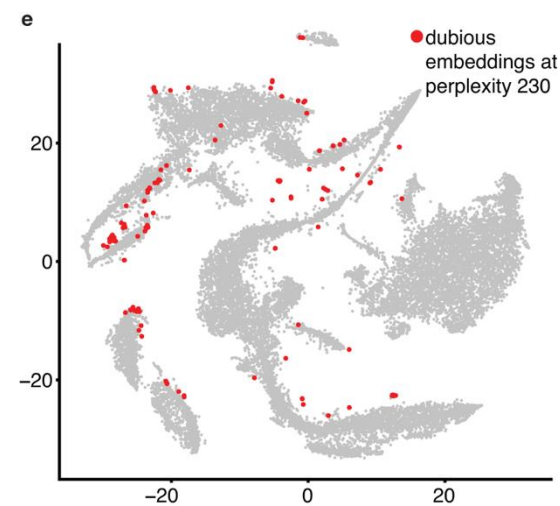 e
dubious
embeddings at
perplexity 230
20
0
−20
−20 0 20